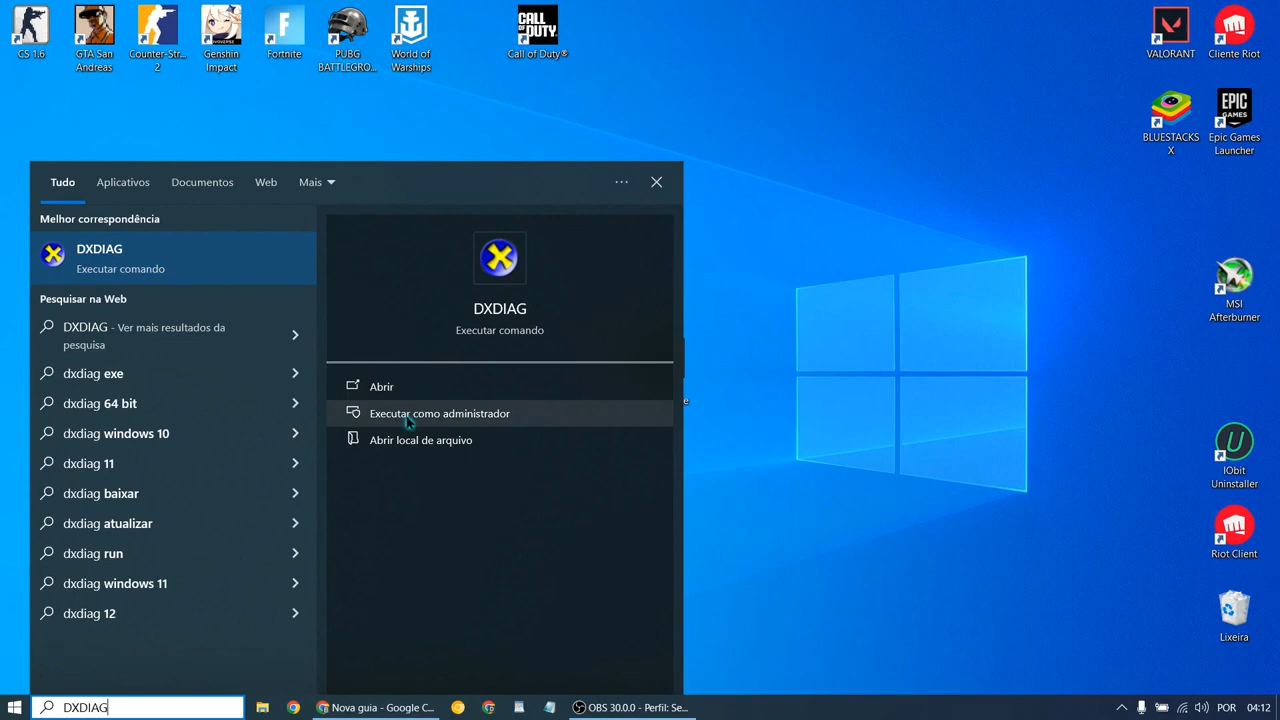 CS 1.6
GTA San
Andreas
Counter-Str...
2
Genshin
Impact
Fortnite
PUBG
BATTLEGRO...
World of
Warships
CALL OF
DUTY
Call of Duty®
VALORANT
Cliente Riot
BLUESTACKS
X
EPIC
GAMES
Epic Games
Launcher
Tudo
Aplicativos
Documentos
Web
Mais
Melhor correspondência
DXDIAG
Executar comando
Pesquisar na Web
DXDIAG - Ver mais resultados da
pesquisa
dxdiag exe
dxdiag 64 bit
dxdiag windows 10
dxdiag 11
dxdiag baixar
dxdiag atualizar
dxdiag run
dxdiag windows 11
dxdiag 12
DXDIAG
Executar comando
Abrir
Executar como administrador
Abrir local de arquivo
e
MSI
Afterburner
IObit
Uninstaller
Riot Client
Lixeira
DXDIAG
Nova guia - Google C...
OBS 30.0.0 - Perfil: Se...
POR
04:12